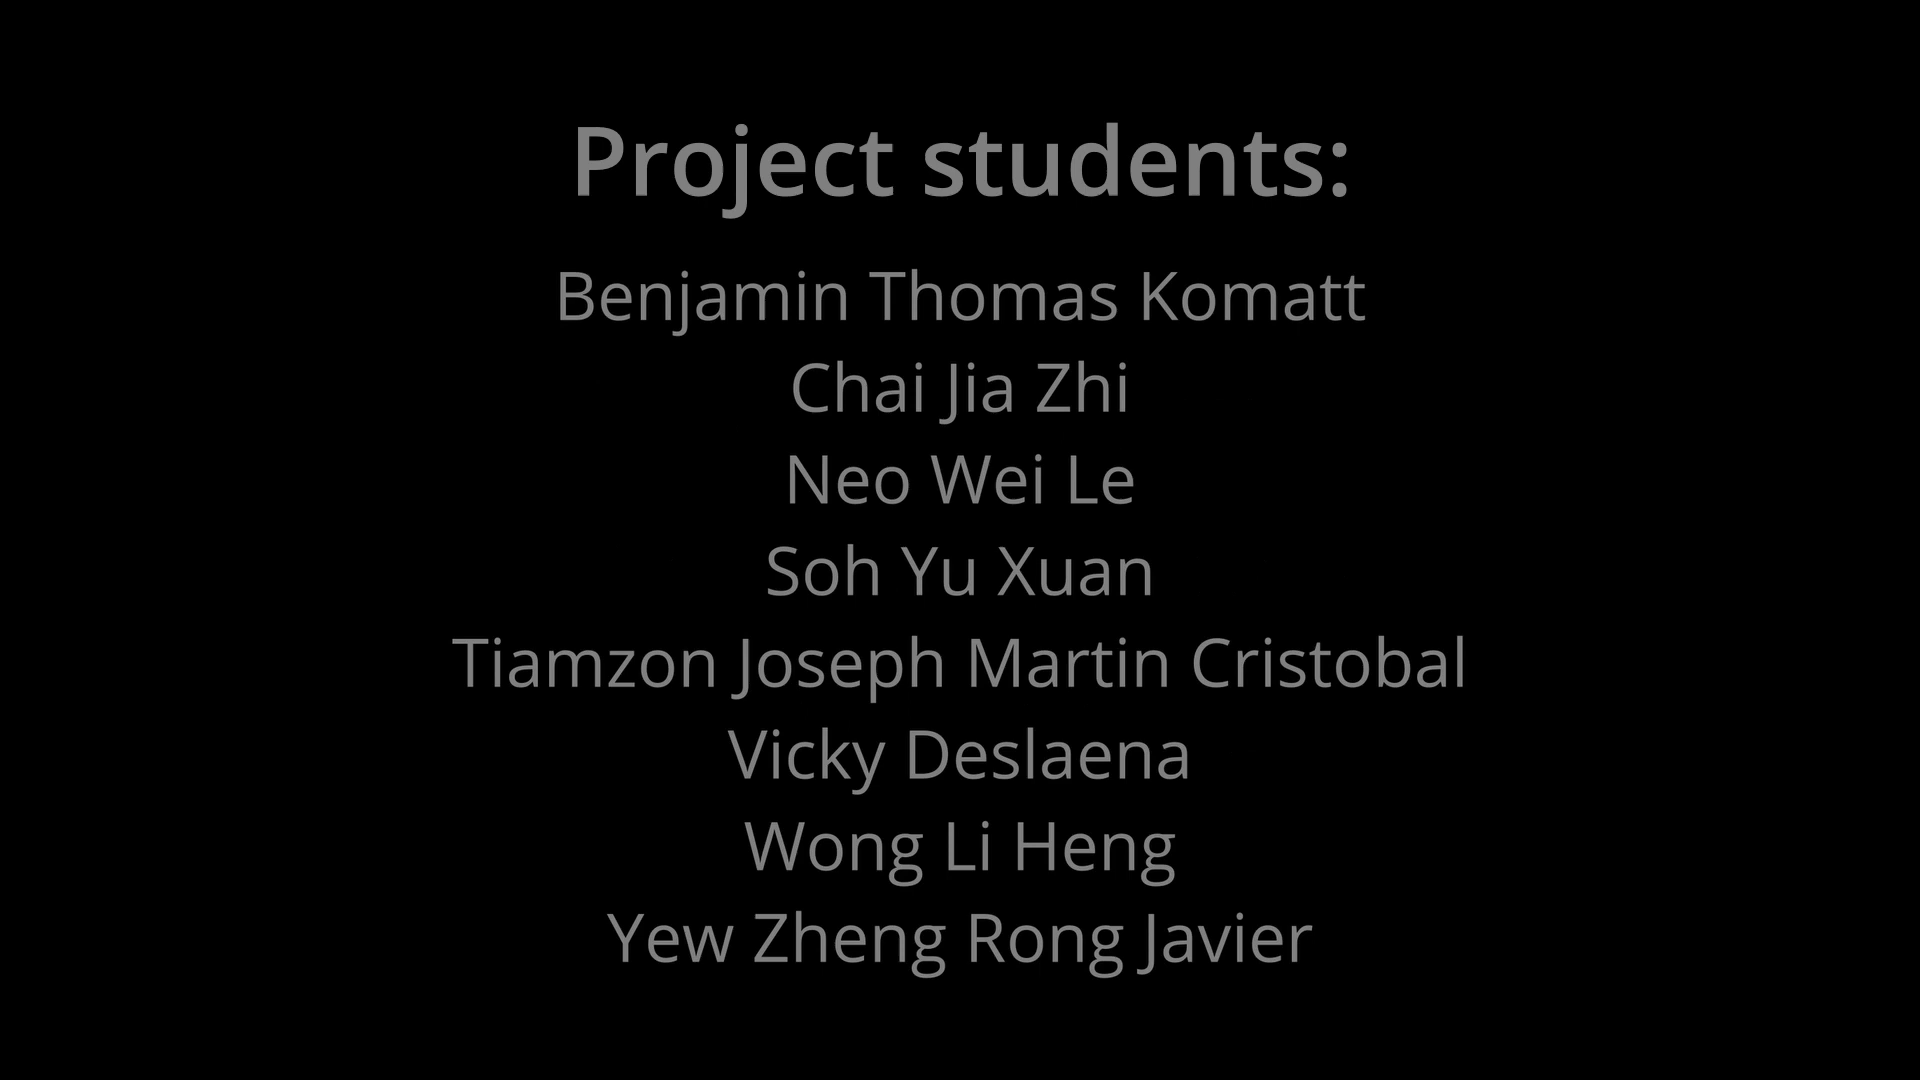 Project students:
Benjamin Thomas Komatt
Chai Jia Zhi
Neo Wei Le
Soh Yu Xuan
Tiamzon Joseph Martin Cristobal
Vicky Deslaena
Wong Li Heng
Yew Zheng Rong Javier